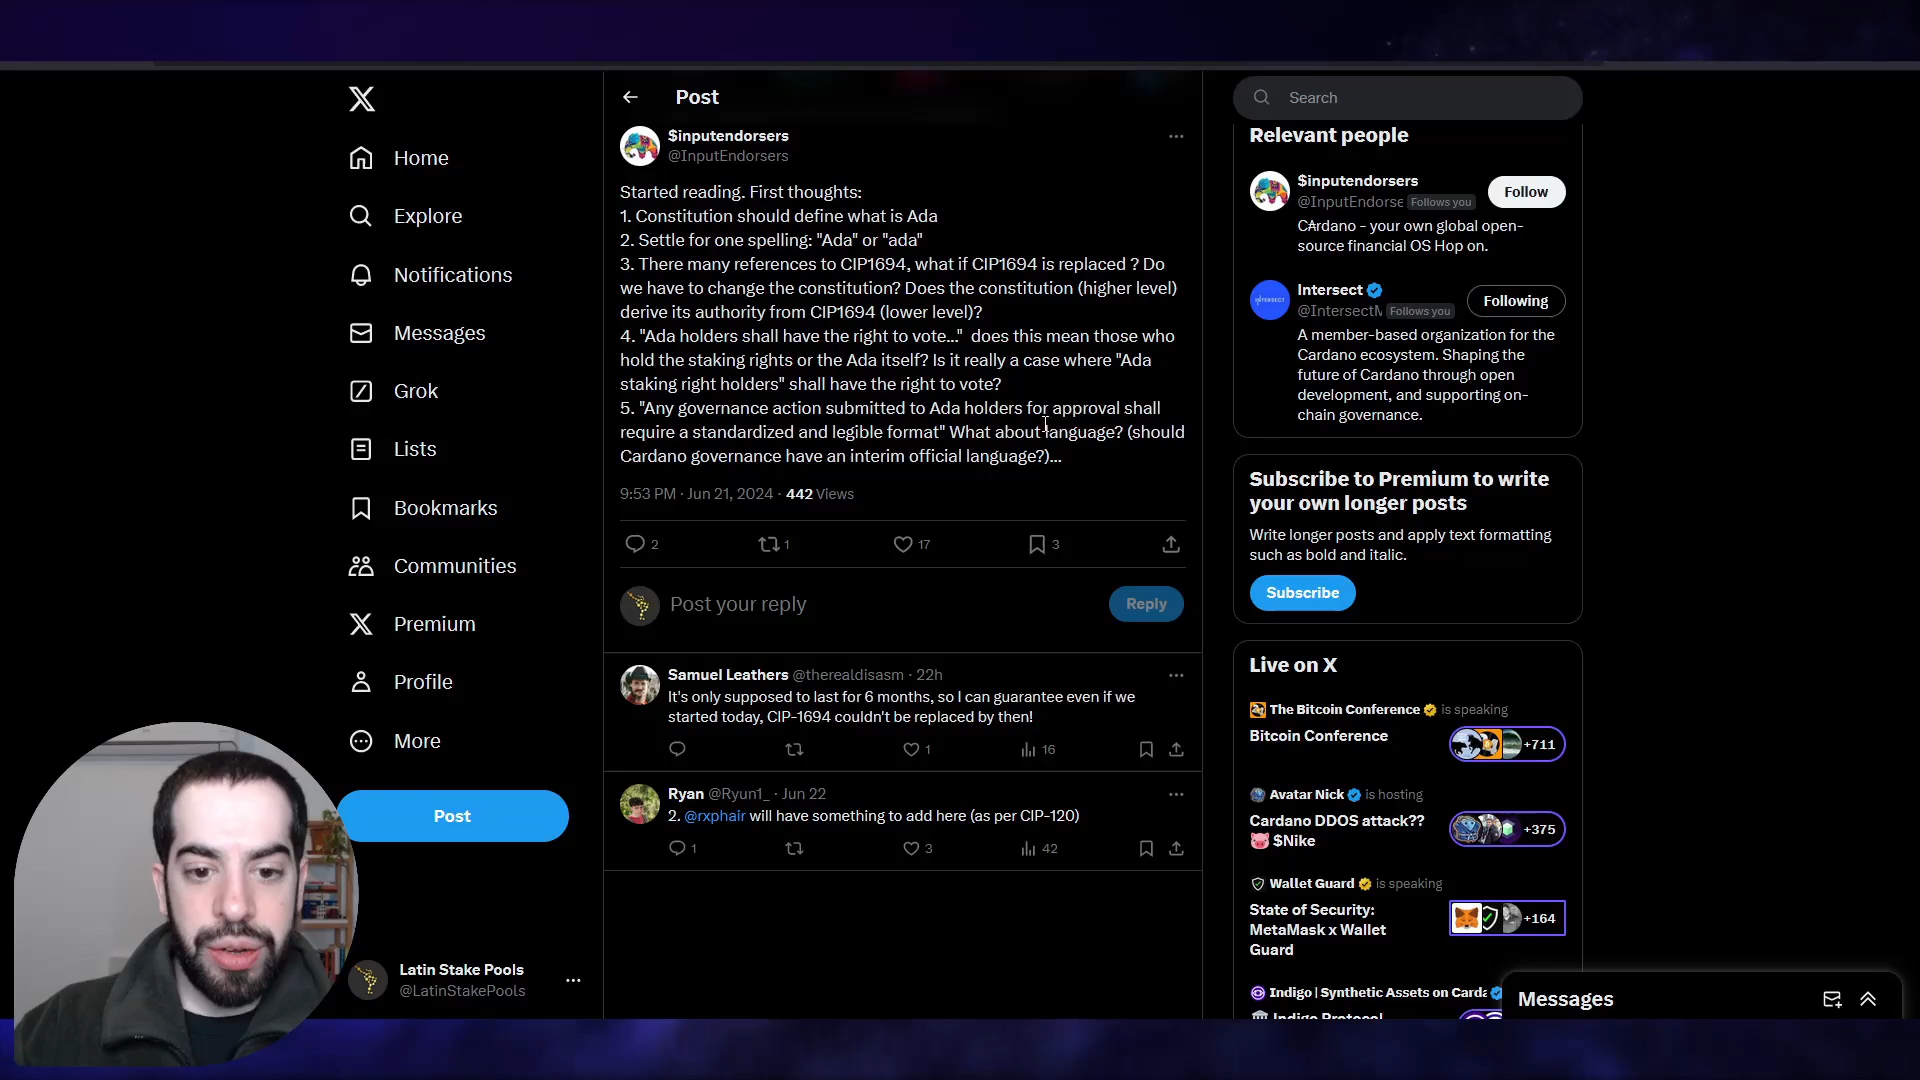 Home
Explore
Notifications
Messages
Grok
Lists
Bookmarks
Communities
Premium
Profile
More
Post
Latin Stake Pools
@LatinStakePools
Post
$inputendorsers
@InputEndorsers
Started reading. First thoughts:
1. Constitution should define what is Ada
2. Settle for one spelling: "Ada" or "ada"
3. There many references to CIP1694, what if CIP1694 is replaced ? Do
we have to change the constitution? Does the constitution (higher level)
derive its authority from CIP1694 (lower level)?
4. "Ada holders shall have the right to vote..."  does this mean those who
hold the staking rights or the Ada itself? Is it really a case where "Ada
staking right holders" shall have the right to vote?
5. "Any governance action submitted to Ada holders for approval shall
require a standardized and legible format" What about language? (should
Cardano governance have an interim official language?)...
9:53 PM · Jun 21, 2024 · 442 Views
2 1 17 3
Post your reply
Reply
Samuel Leathers @therealdisasm · 22h
It's only supposed to last for 6 months, so I can guarantee even if we
started today, CIP-1694 couldn't be replaced by then!
1 16
Ryan @Ryun1_ · Jun 22
2. @rxphair will have something to add here (as per CIP-120)
1 3 42
Search
Relevant people
$inputendorsers
@InputEndorse Follows you
Follow
CArdano - your own global open-
source financial OS Hop on.
Intersect
@IntersectM Follows you
Following
INTERSECT
A member-based organization for the
Cardano ecosystem. Shaping the
future of Cardano through open
development, and supporting on-
chain governance.
Subscribe to Premium to write
your own longer posts
Write longer posts and apply text formatting
such as bold and italic.
Subscribe
Live on X
The Bitcoin Conference is speaking
Bitcoin Conference
+711
Avatar Nick is hosting
Cardano DDOS attack??
$Nike
+375
Wallet Guard is speaking
State of Security:
MetaMask x Wallet
Guard
+164
Indigo | Synthetic Assets on Carda
Indigo Protocol
Messages